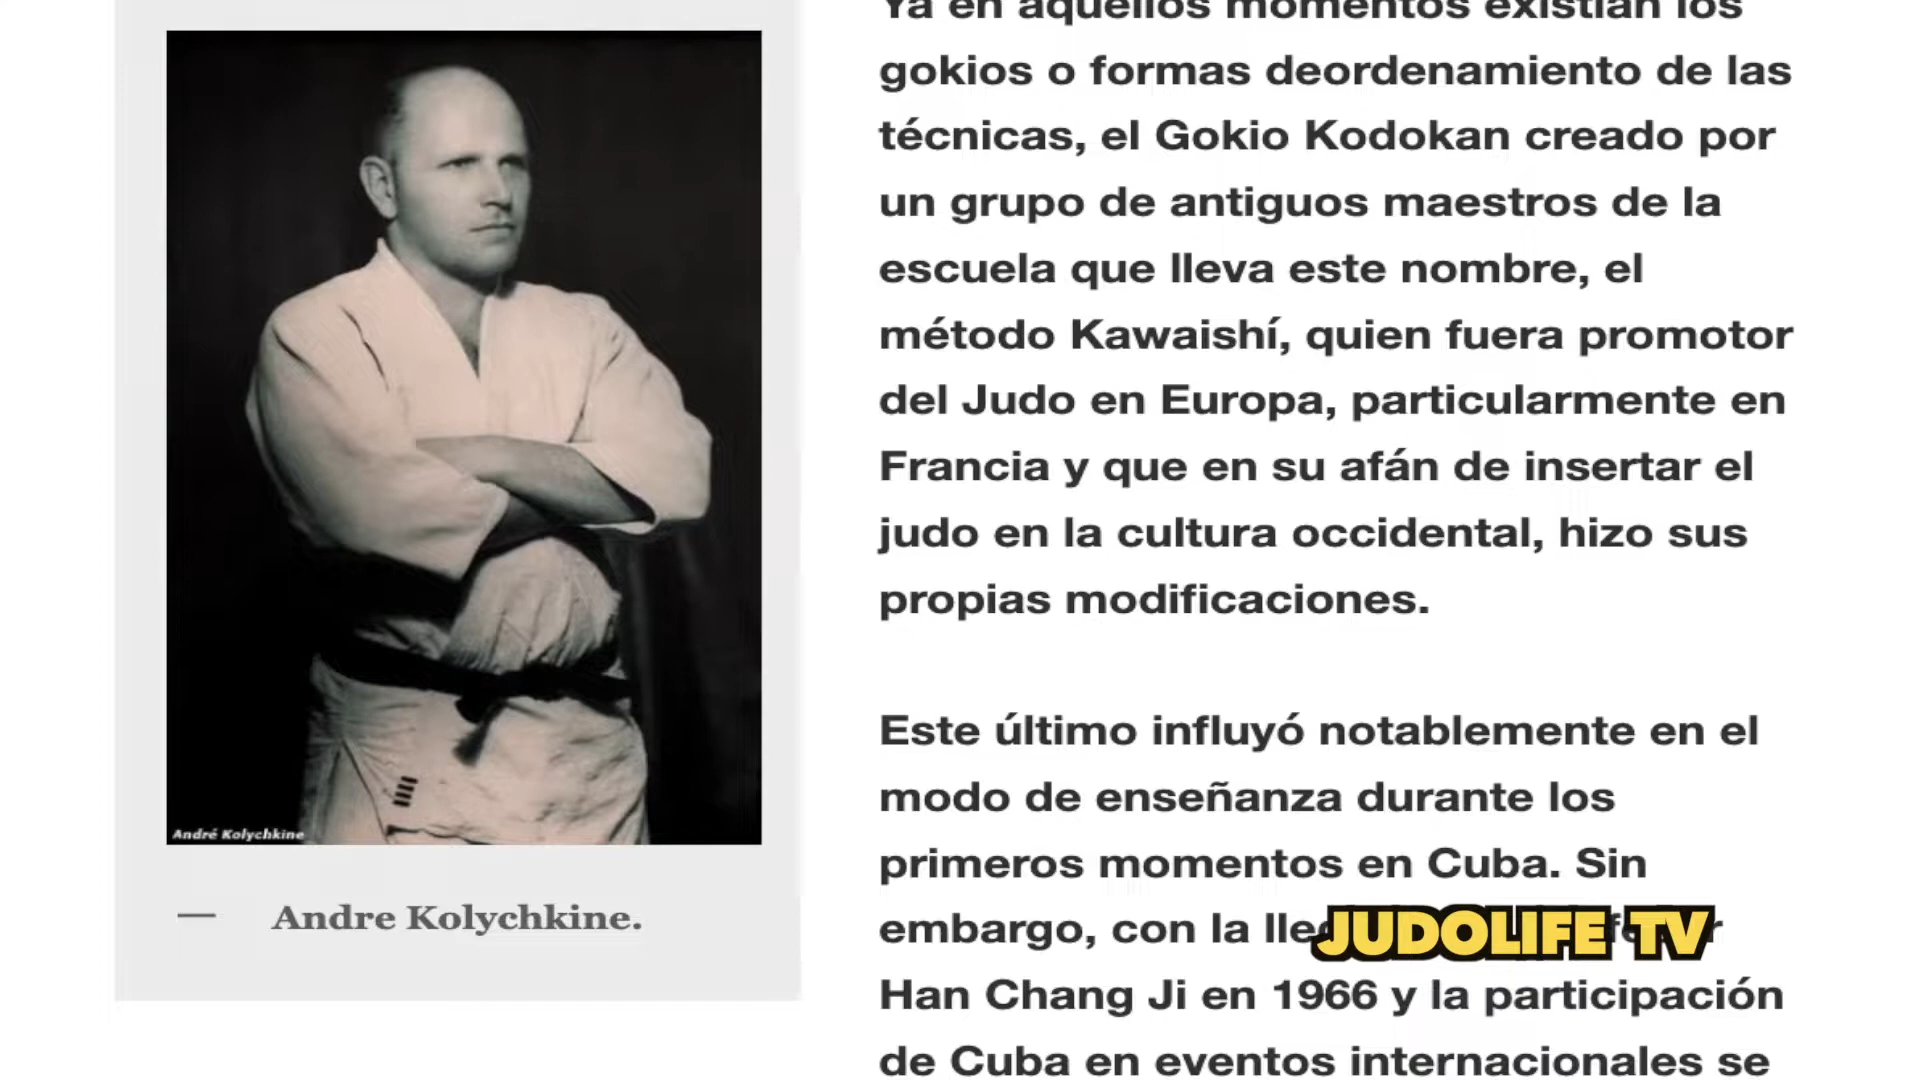 André Kolychkine
— Andre Kolychkine.
Ya en aquellos momentos existían los
gokios o formas deordenamiento de las
técnicas, el Gokio Kodokan creado por
un grupo de antiguos maestros de la
escuela que lleva este nombre, el
método Kawaishí, quien fuera promotor
del Judo en Europa, particularmente en
Francia y que en su afán de insertar el
judo en la cultura occidental, hizo sus
propias modificaciones.
Este último influyó notablemente en el
modo de enseñanza durante los
primeros momentos en Cuba. Sin
embargo, con la
JUDOLIFE TV
Han Chang Ji en 1966 y la participación
de Cuba en eventos internacionales se